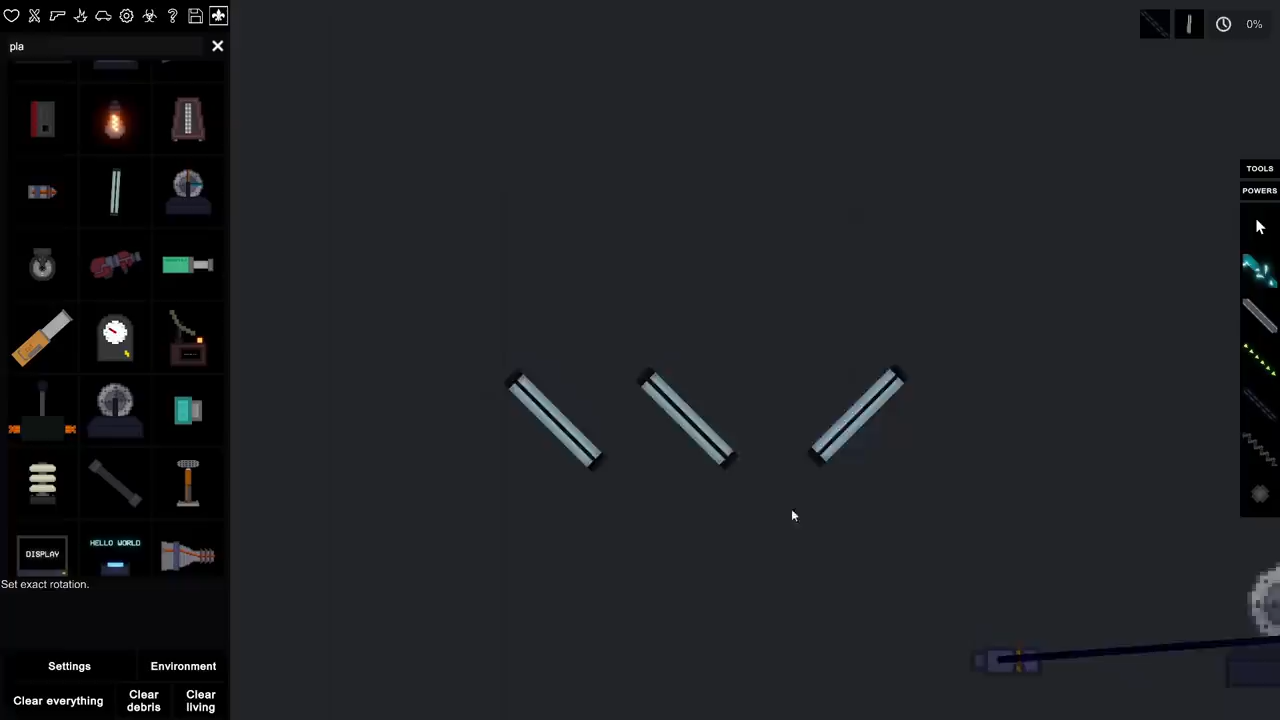 pla
0%
TOOLS
POWERS
DISPLAY
HELLO WORLD
Set exact rotation.
Settings
Environment
Clear everything
Clear
debris
Clear
living